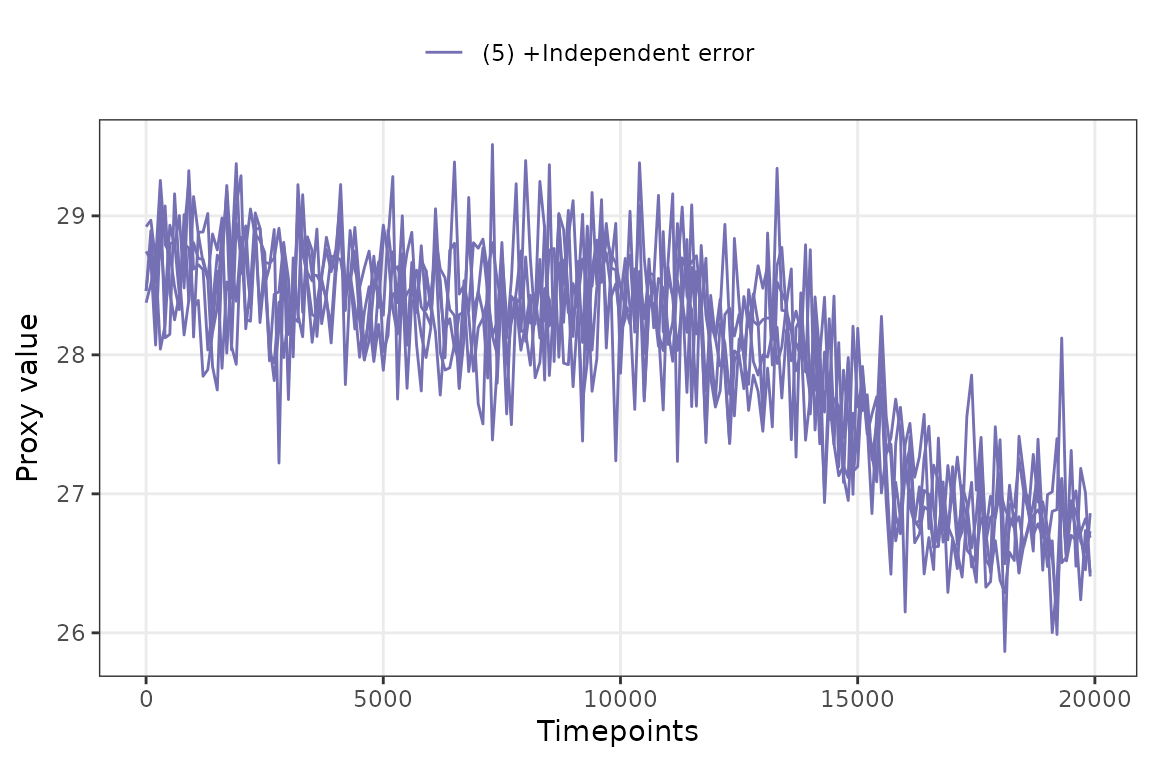 (5) +Independent error
Proxy value
29
28
27
26
0 5000 10000 15000 20000
Timepoints